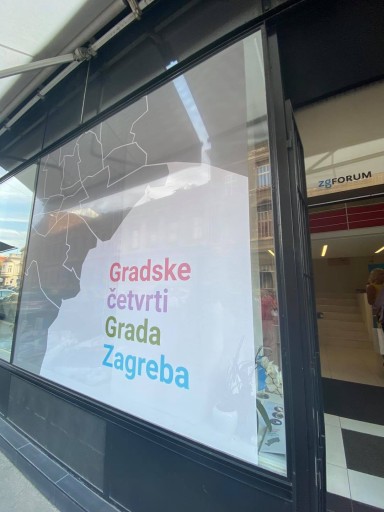 zgFORUM
Gradske
četvrti
Grada
Zagreba